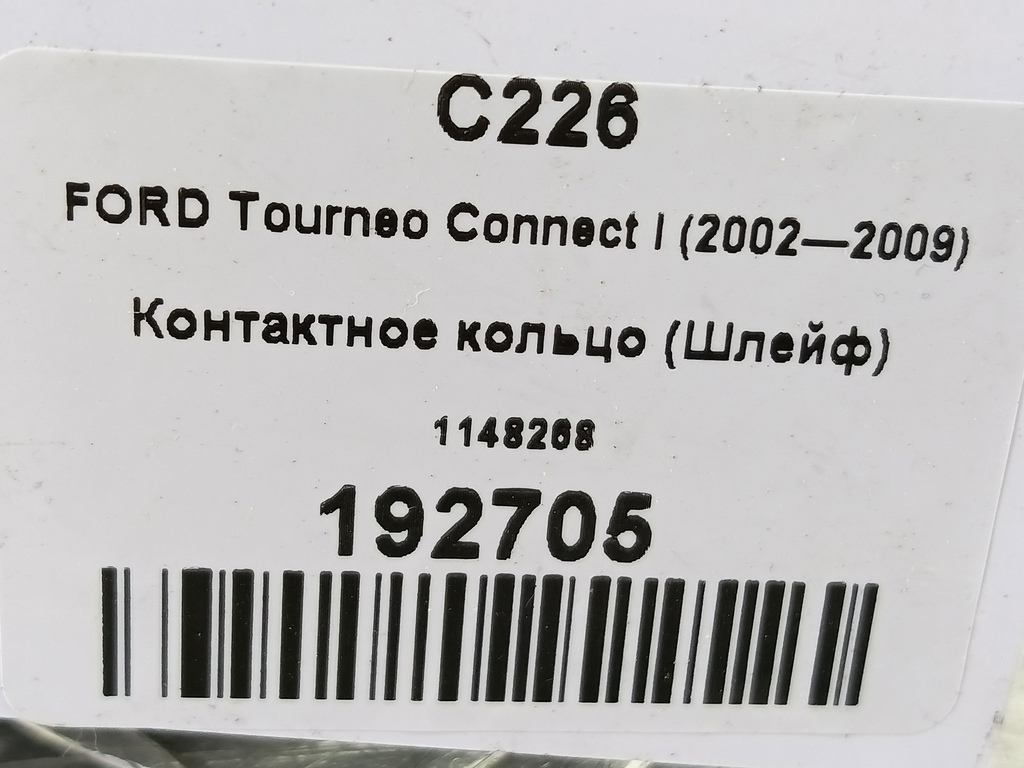 C226
FORD Tourneo Connect I (2002—2009)
Контактное кольцо (Шлейф)
1148268
192705